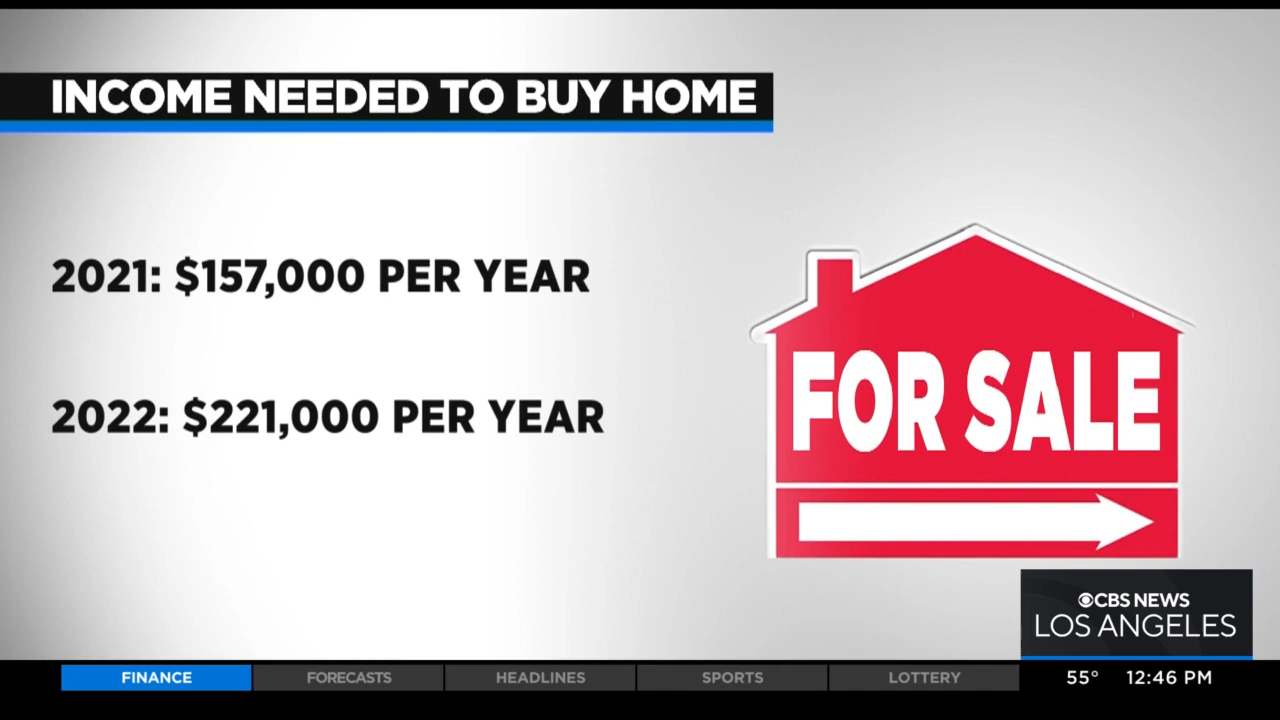 INCOME NEEDED TO BUY HOME
2021: $157,000 PER YEAR
2022: $221,000 PER YEAR
FOR SALE
CBS NEWS
LOS ANGELES
FINANCE FORECASTS HEADLINES SPORTS LOTTERY 55° 12:46 PM